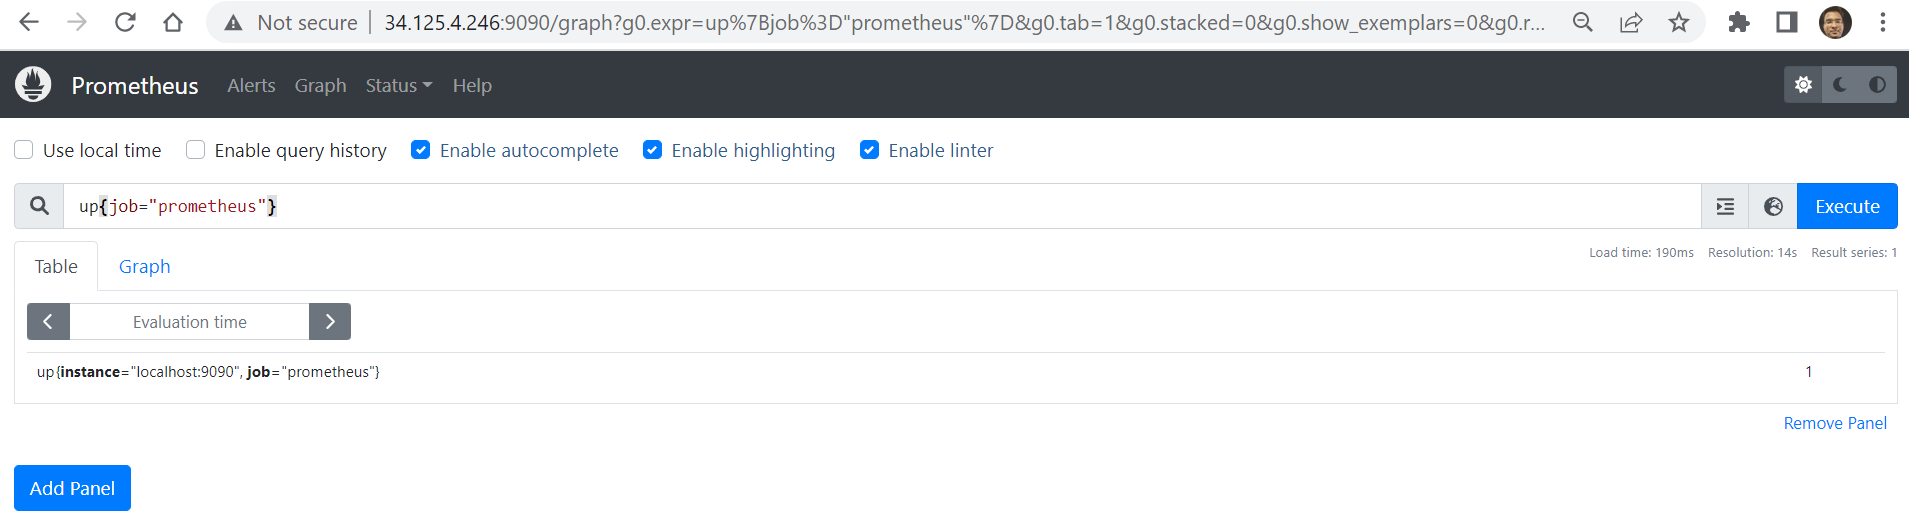 Not secure 34.125.4.246:9090/graph?g0.expr=up%7Bjob%3D"prometheus"%7D&g0.tab=1&g0.stacked=0&g0.show_exemplars=0&g0.r...
Prometheus Alerts Graph Status Help
Use local time Enable query history Enable autocomplete Enable highlighting Enable linter
up{job="prometheus"} Execute
Table Graph Load time: 190ms Resolution: 14s Result series: 1
Evaluation time
up{instance="localhost:9090", job="prometheus"} 1
Remove Panel
Add Panel